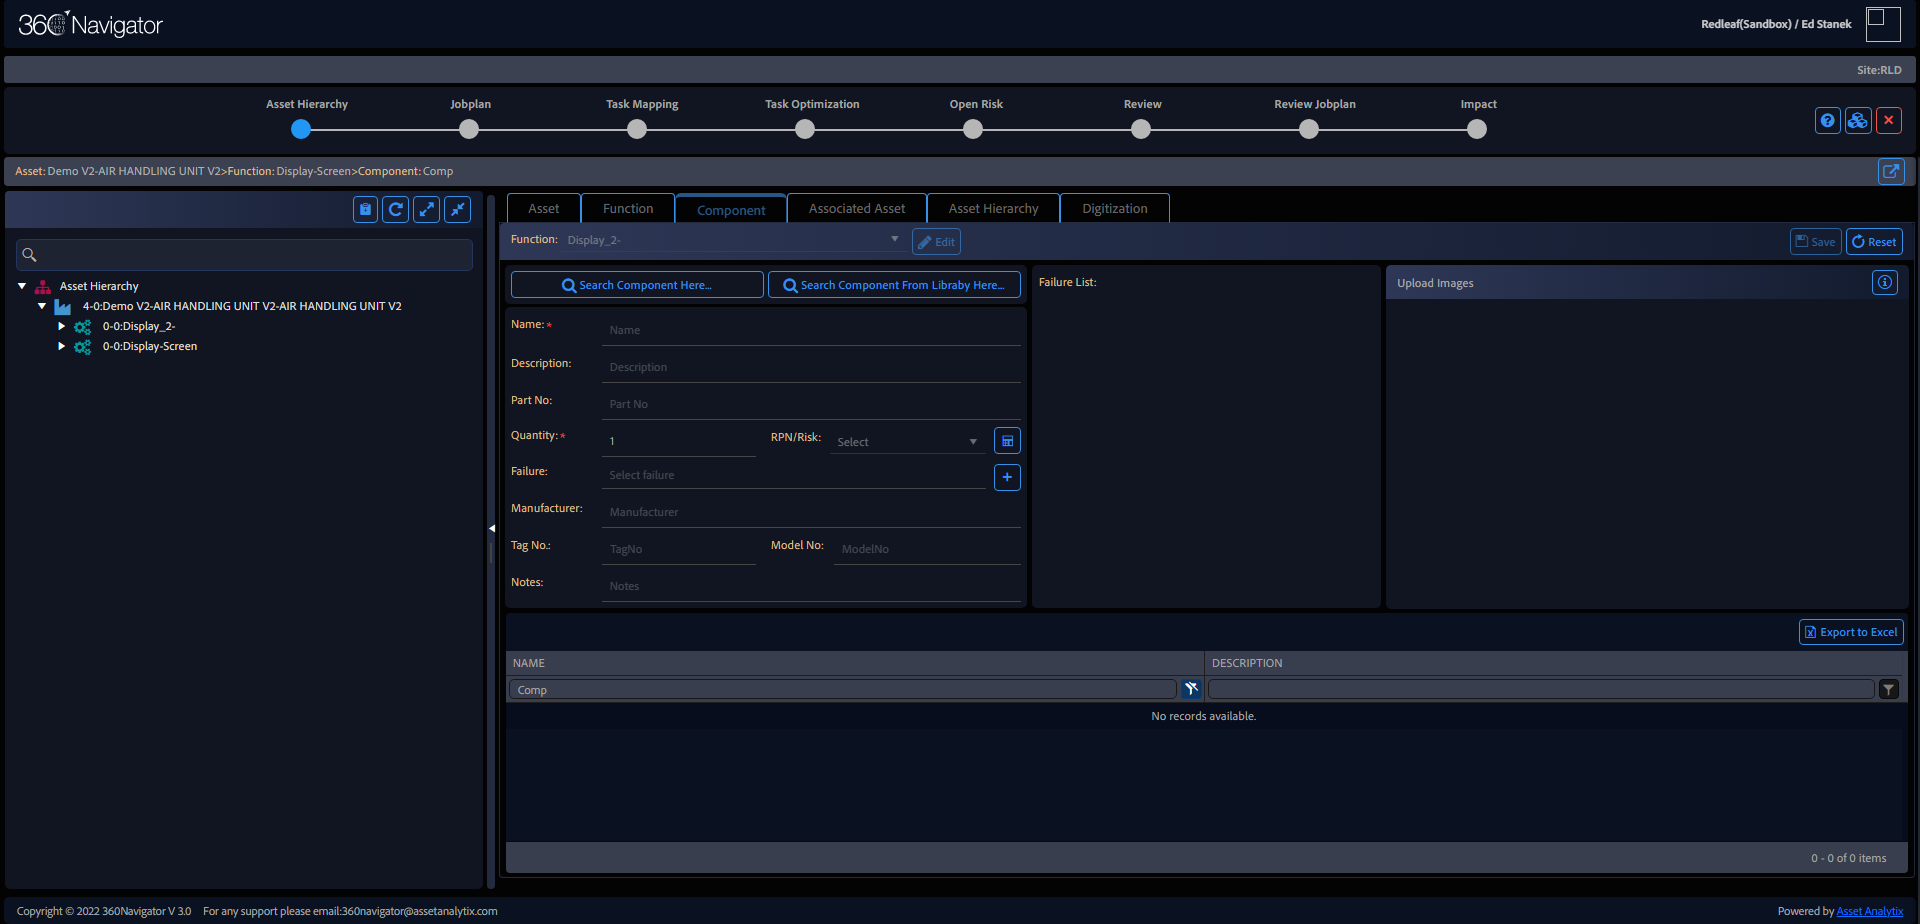 360 Navigator
Redleaf(Sandbox) / Ed Stanek
Site:RLD
Asset Hierarchy
Jobplan
Task Mapping
Task Optimization
Open Risk
Review
Review Jobplan
Impact
Asset: Demo V2-AIR HANDLING UNIT V2>Function: Display-Screen>Component: Comp
Asset Hierarchy
4-0:Demo V2-AIR HANDLING UNIT V2-AIR HANDLING UNIT V2
0-0:Display_2-
0-0:Display-Screen
Asset
Function
Component
Associated Asset
Asset Hierarchy
Digitization
Function: Display_2-
Edit
Save
Reset
Search Component Here...
Search Component From Libraby Here...
Name:* Name
Description: Description
Part No: Part No
Quantity:* 1 RPN/Risk: Select
Failure: Select failure
Manufacturer: Manufacturer
Tag No.: TagNo Model No: ModelNo
Notes: Notes
Failure List:
Upload Images
Export to Excel
NAME DESCRIPTION
Comp
No records available.
0 - 0 of 0 items
Copyright © 2022 360Navigator V 3.0 For any support please email:360navigator@assetanalytix.com
Powered by Asset Analytix